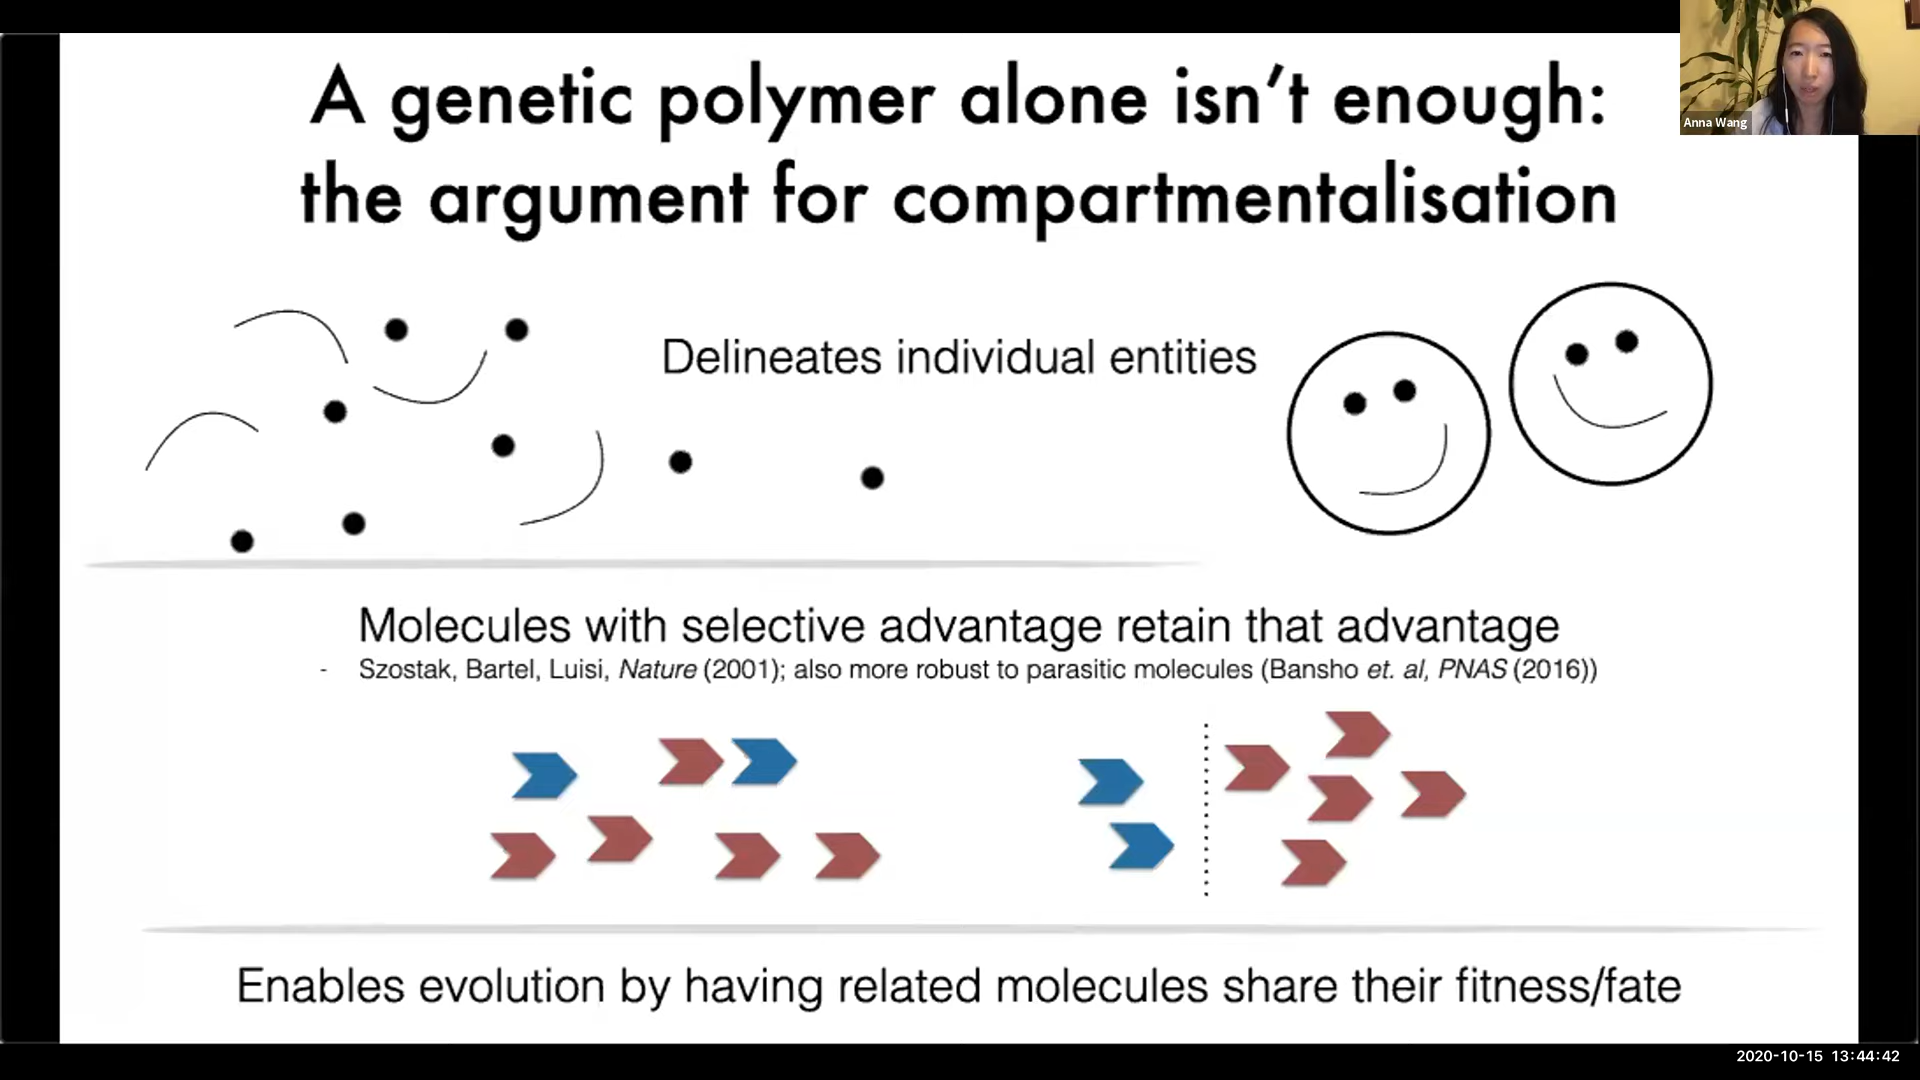 A genetic polymer alone isn’t enough:
the argument for compartmentalisation
Anna Wang
Delineates individual entities
Molecules with selective advantage retain that advantage
- Szostak, Bartel, Luisi, Nature (2001); also more robust to parasitic molecules (Bansho et. al, PNAS (2016))
Enables evolution by having related molecules share their fitness/fate
2020-10-15 13:44:42